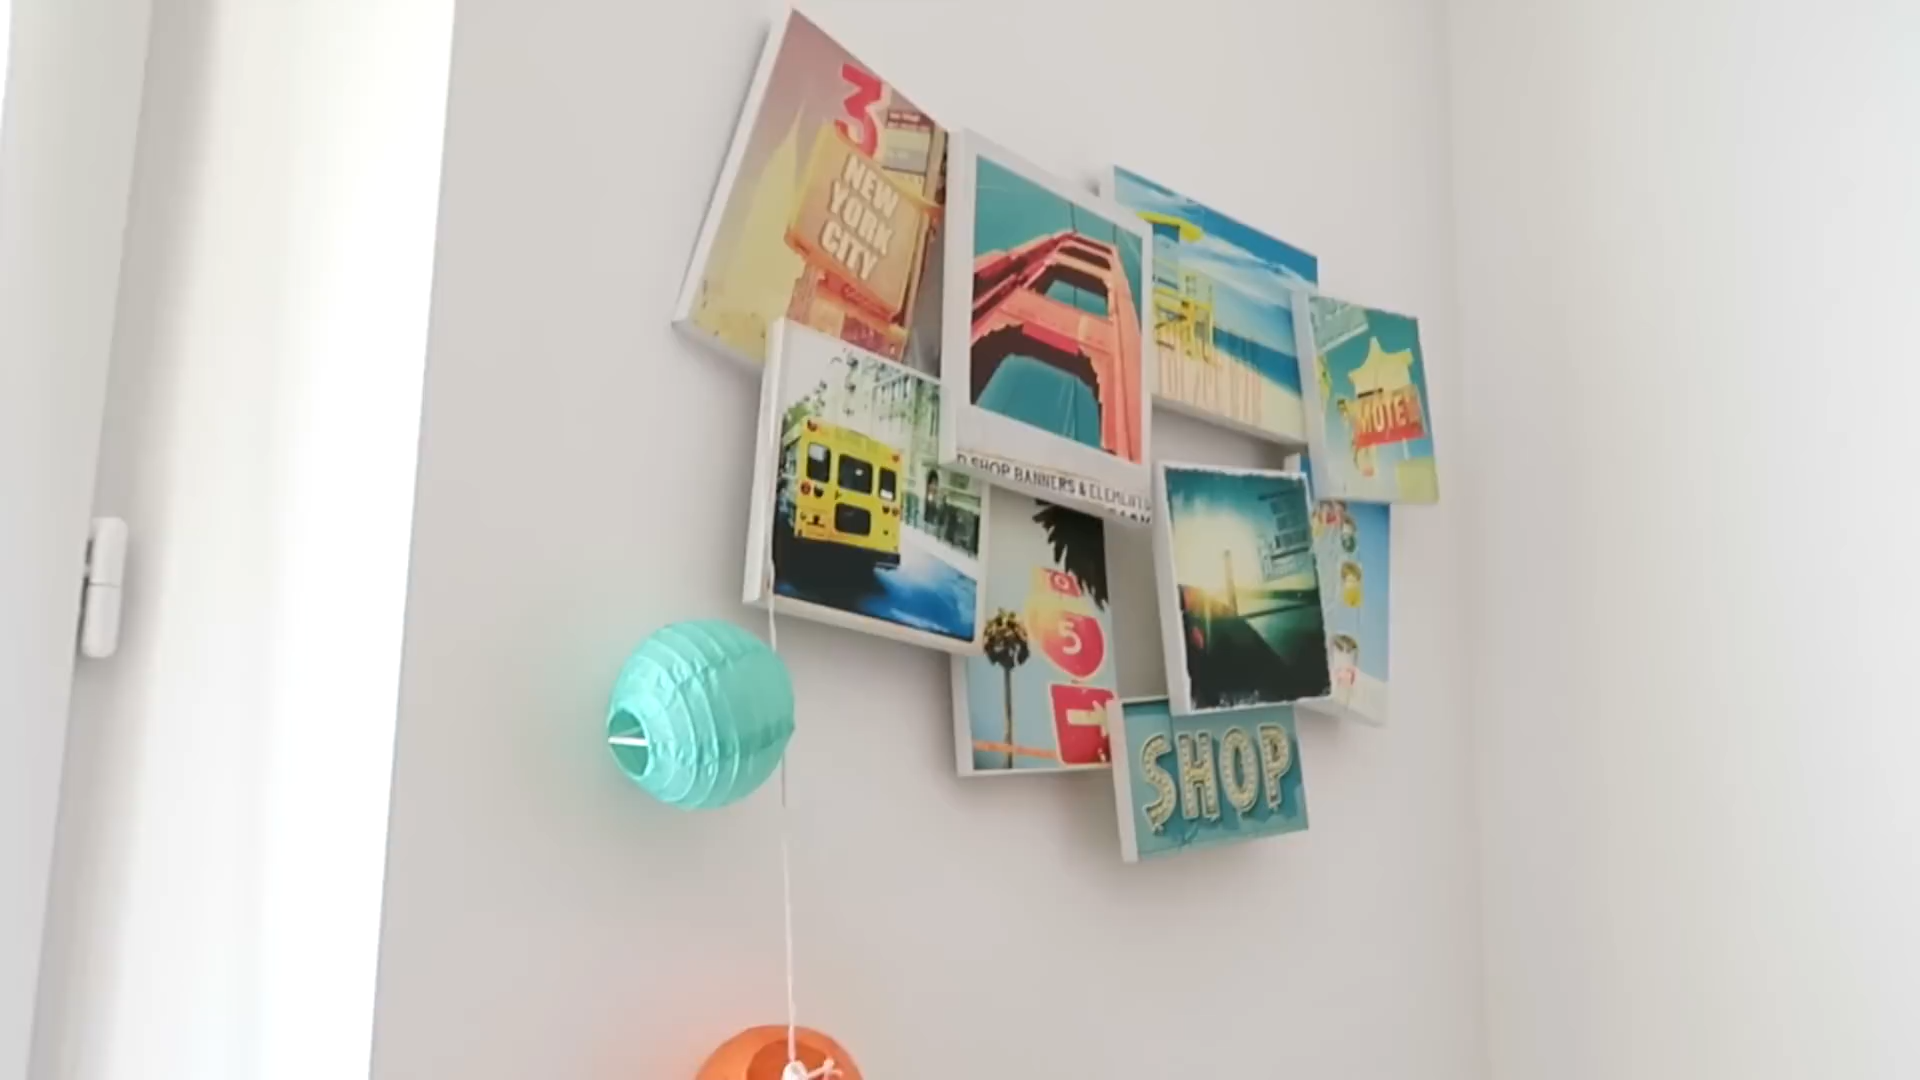 3
NEW
YORK
CITY
MOTEL
D SHOP BANNERS & ELEMENTS
5
SHOP